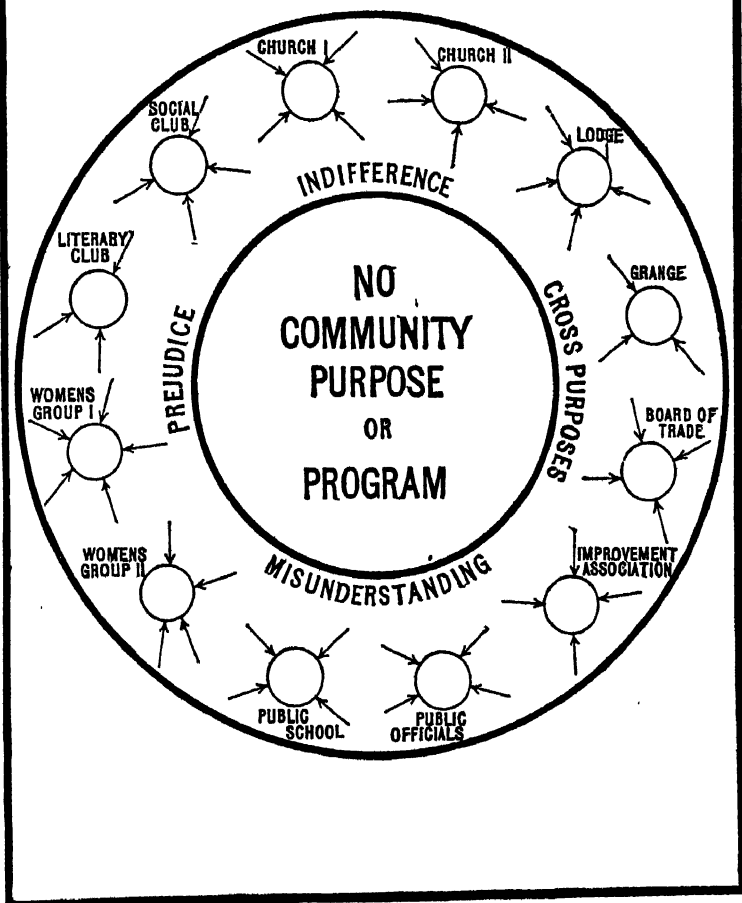 CHURCH I
CHURCH II
SOCIAL
CLUB
LODGE
INDIFFERENCE
LITERARY
CLUB
GRANGE
NO
COMMUNITY
PURPOSE
OR
PROGRAM
PREJUDICE
CROSS PURPOSES
WOMENS
GROUP I
BOARD OF
TRADE
WOMENS
GROUP II
MISUNDERSTANDING
IMPROVEMENT
ASSOCIATION
PUBLIC
SCHOOL
PUBLIC
OFFICIALS